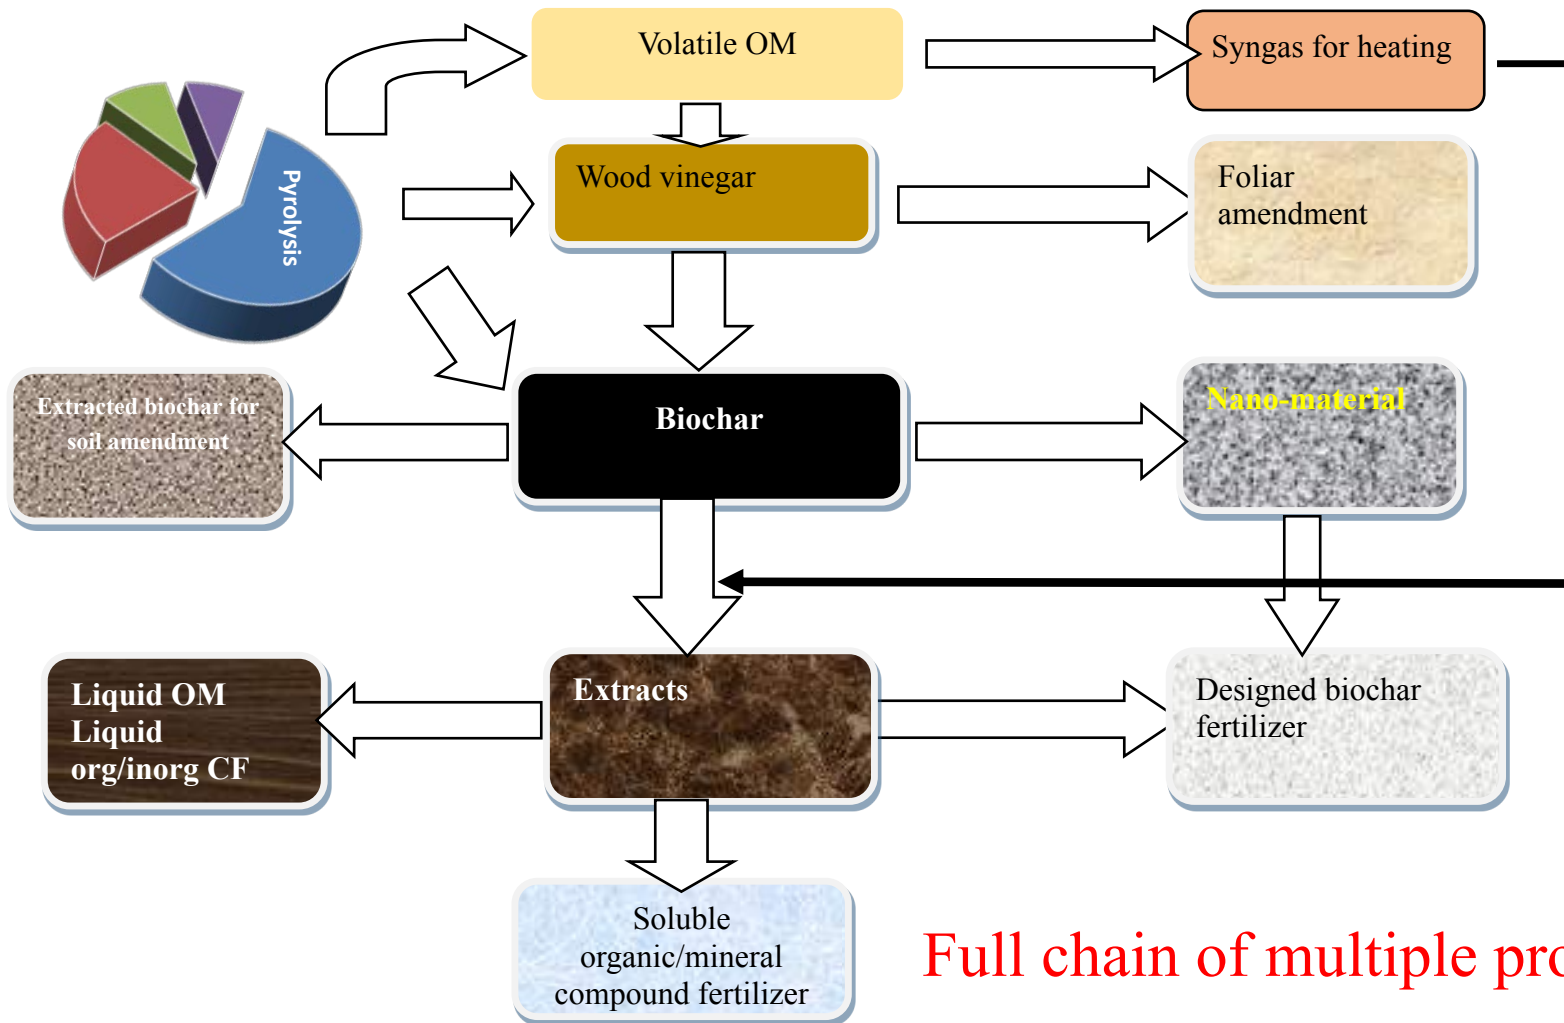 Volatile OM
Syngas for heating
Pyrolysis
Wood vinegar
Foliar
amendment
Extracted biochar for
soil amendment
Biochar
Nano-material
Liquid OM
Liquid
org/inorg CF
Extracts
Designed biochar
fertilizer
Soluble
organic/mineral
compound fertilizer
Full chain of multiple